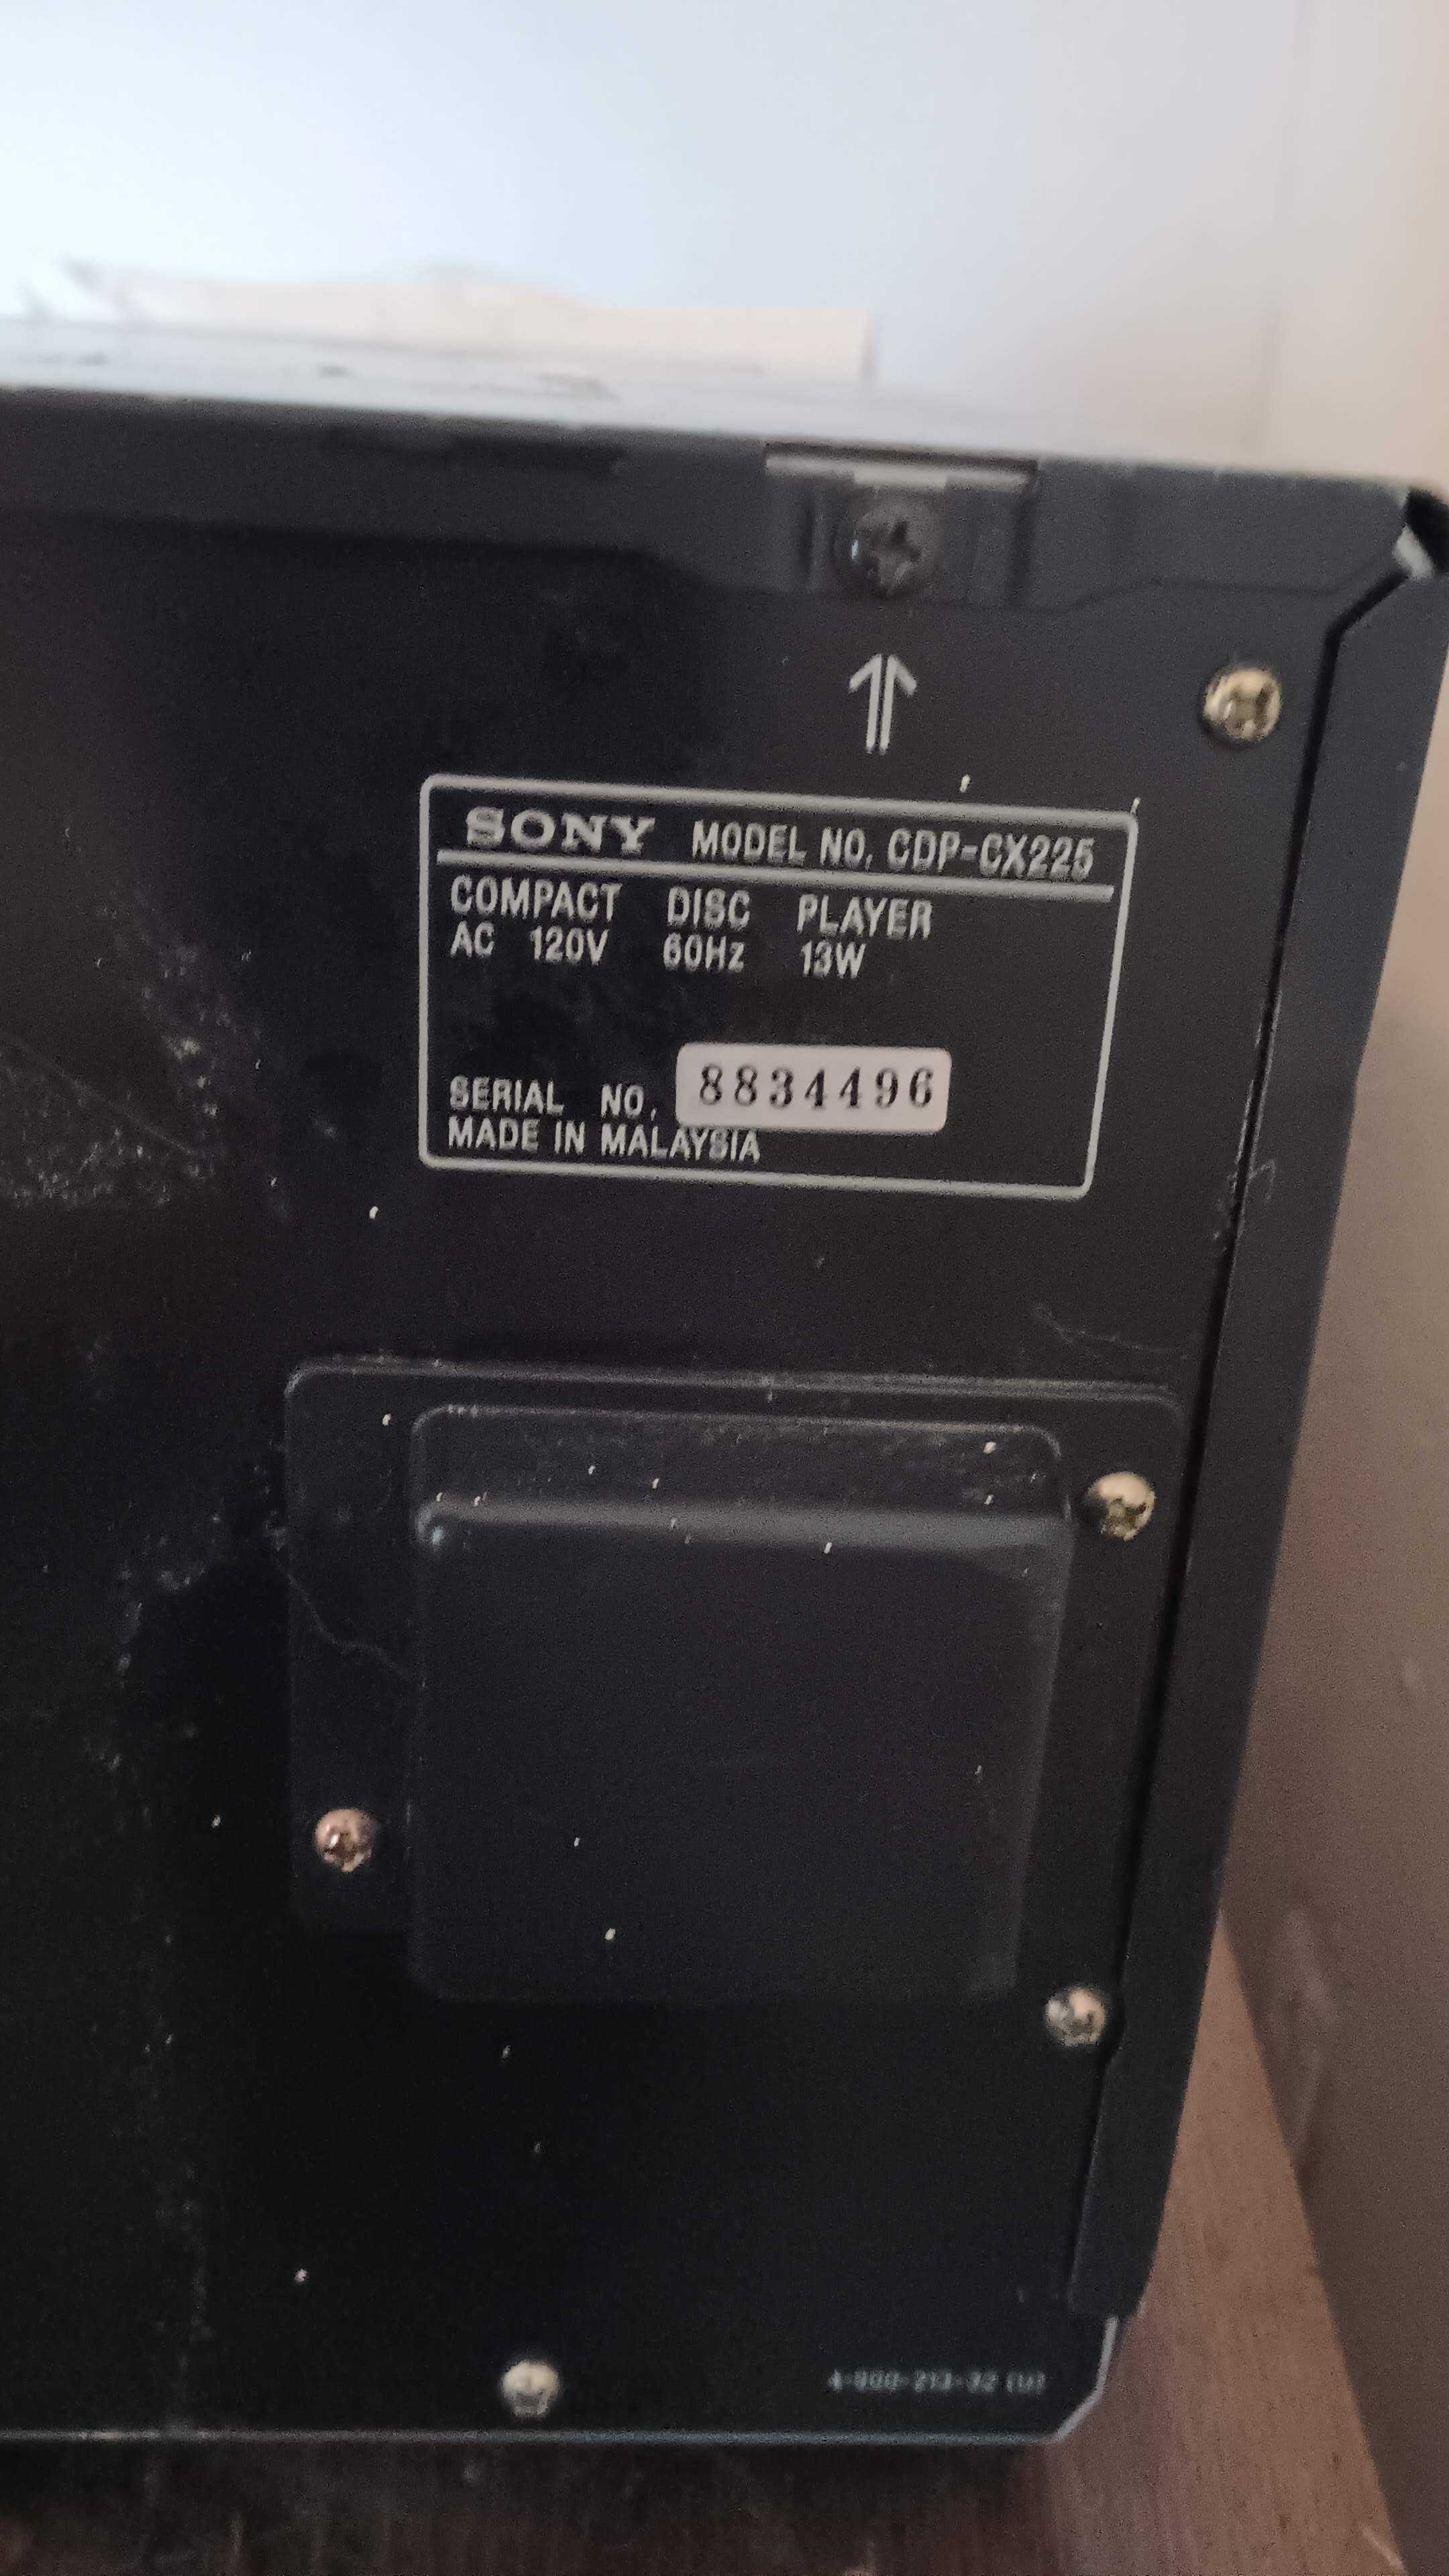 SONY MODEL NO. CDP-CX225
COMPACT DISC PLAYER
AC 120V 60Hz 13W
SERIAL NO. 8834496
MADE IN MALAYSIA